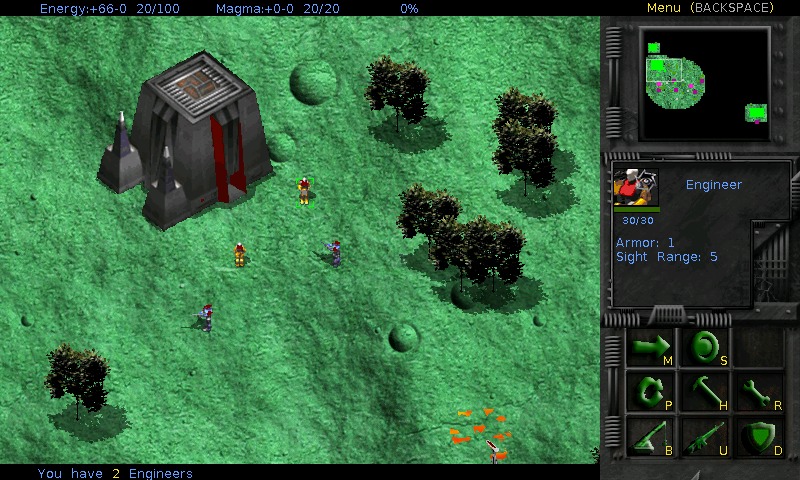 Energy:+66-0 20/100 Magma:+0-0 20/20 0% Menu (BACKSPACE)
Engineer
30/30
Armor: 1
Sight Range: 5
M S
P H R
B U D
You have 2 Engineers